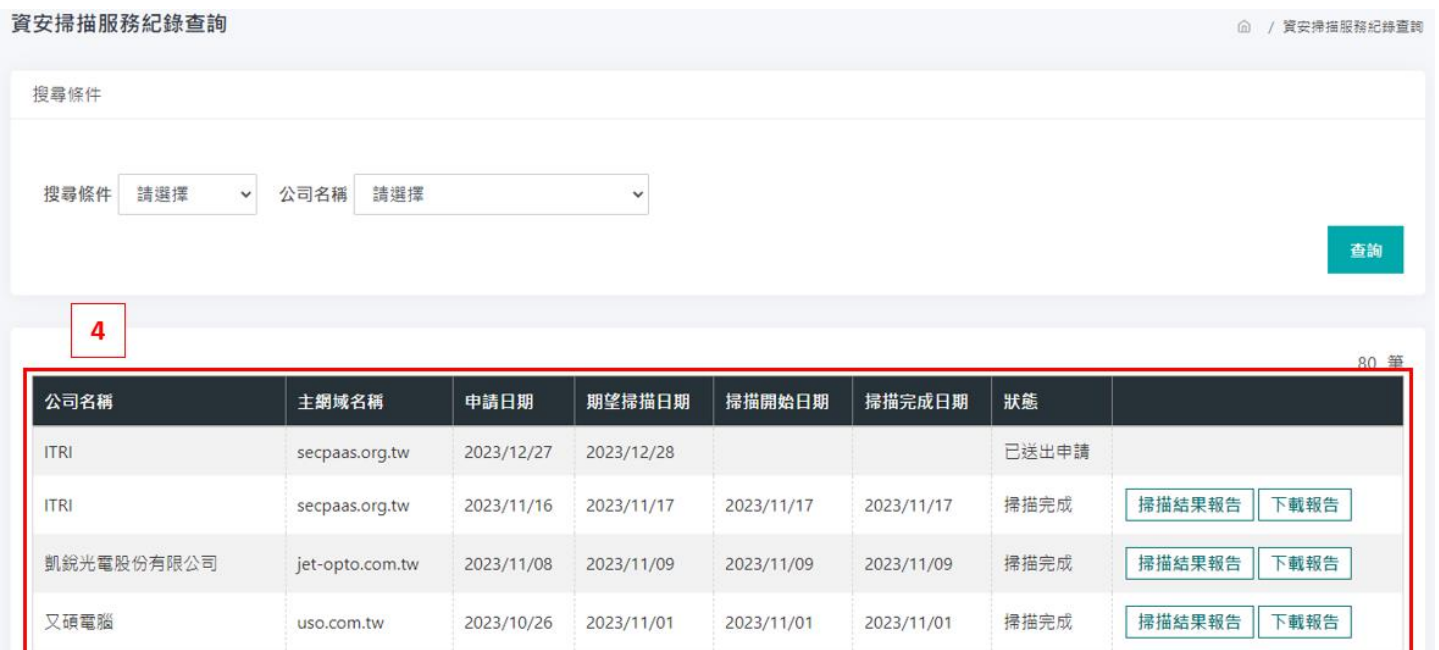 資安掃描服務紀錄查詢
/ 資安掃描服務紀錄查詢
搜尋條件
搜尋條件 請選擇 公司名稱 請選擇
查詢
4
80 筆
公司名稱 主網域名稱 申請日期 期望掃描日期 掃描開始日期 掃描完成日期 狀態
ITRI secpaas.org.tw 2023/12/27 2023/12/28 已送出申請
ITRI secpaas.org.tw 2023/11/16 2023/11/17 2023/11/17 2023/11/17 掃描完成 掃描結果報告 下載報告
凱銳光電股份有限公司 jet-opto.com.tw 2023/11/08 2023/11/09 2023/11/09 2023/11/09 掃描完成 掃描結果報告 下載報告
又碩電腦 uso.com.tw 2023/10/26 2023/11/01 2023/11/01 2023/11/01 掃描完成 掃描結果報告 下載報告